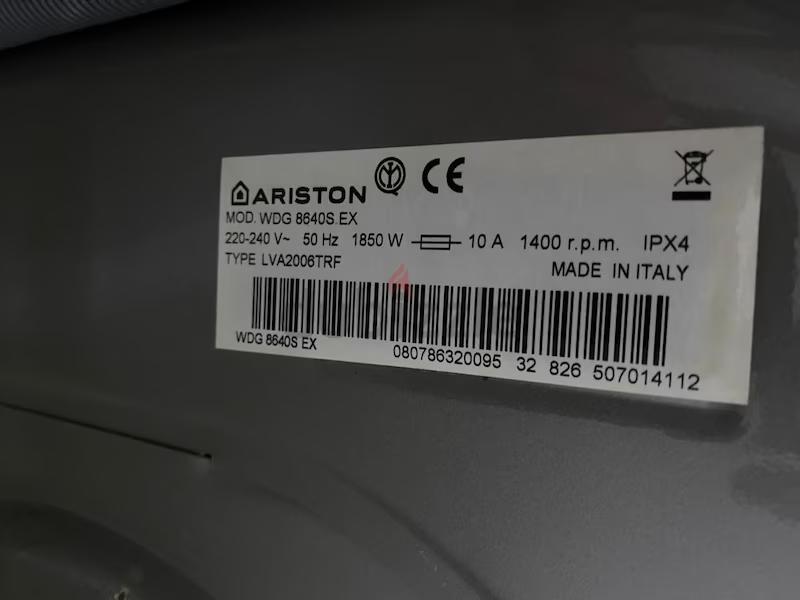 ARISTON CE
MOD. WDG 8640S EX
220-240 V~ 50 Hz 1850 W 10 A 1400 r.p.m. IPX4
TYPE LVA2006TRF MADE IN ITALY
WDG 8640S EX 080786320095 32 826 507014112